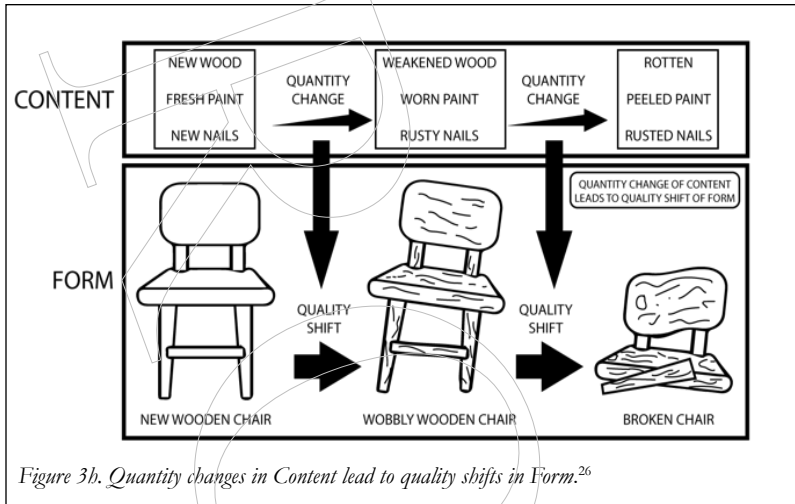 CONTENT
NEW WOOD
FRESH PAINT
NEW NAILS
QUANTITY
CHANGE
WEAKENED WOOD
WORN PAINT
RUSTY NAILS
QUANTITY
CHANGE
ROTTEN
PEELED PAINT
RUSTED NAILS
QUANTITY CHANGE OF CONTENT
LEADS TO QUALITY SHIFT OF FORM
FORM
QUALITY
SHIFT
QUALITY
SHIFT
NEW WOODEN CHAIR
WOBBLY WOODEN CHAIR
BROKEN CHAIR
Figure 3h. Quantity changes in Content lead to quality shifts in Form.26